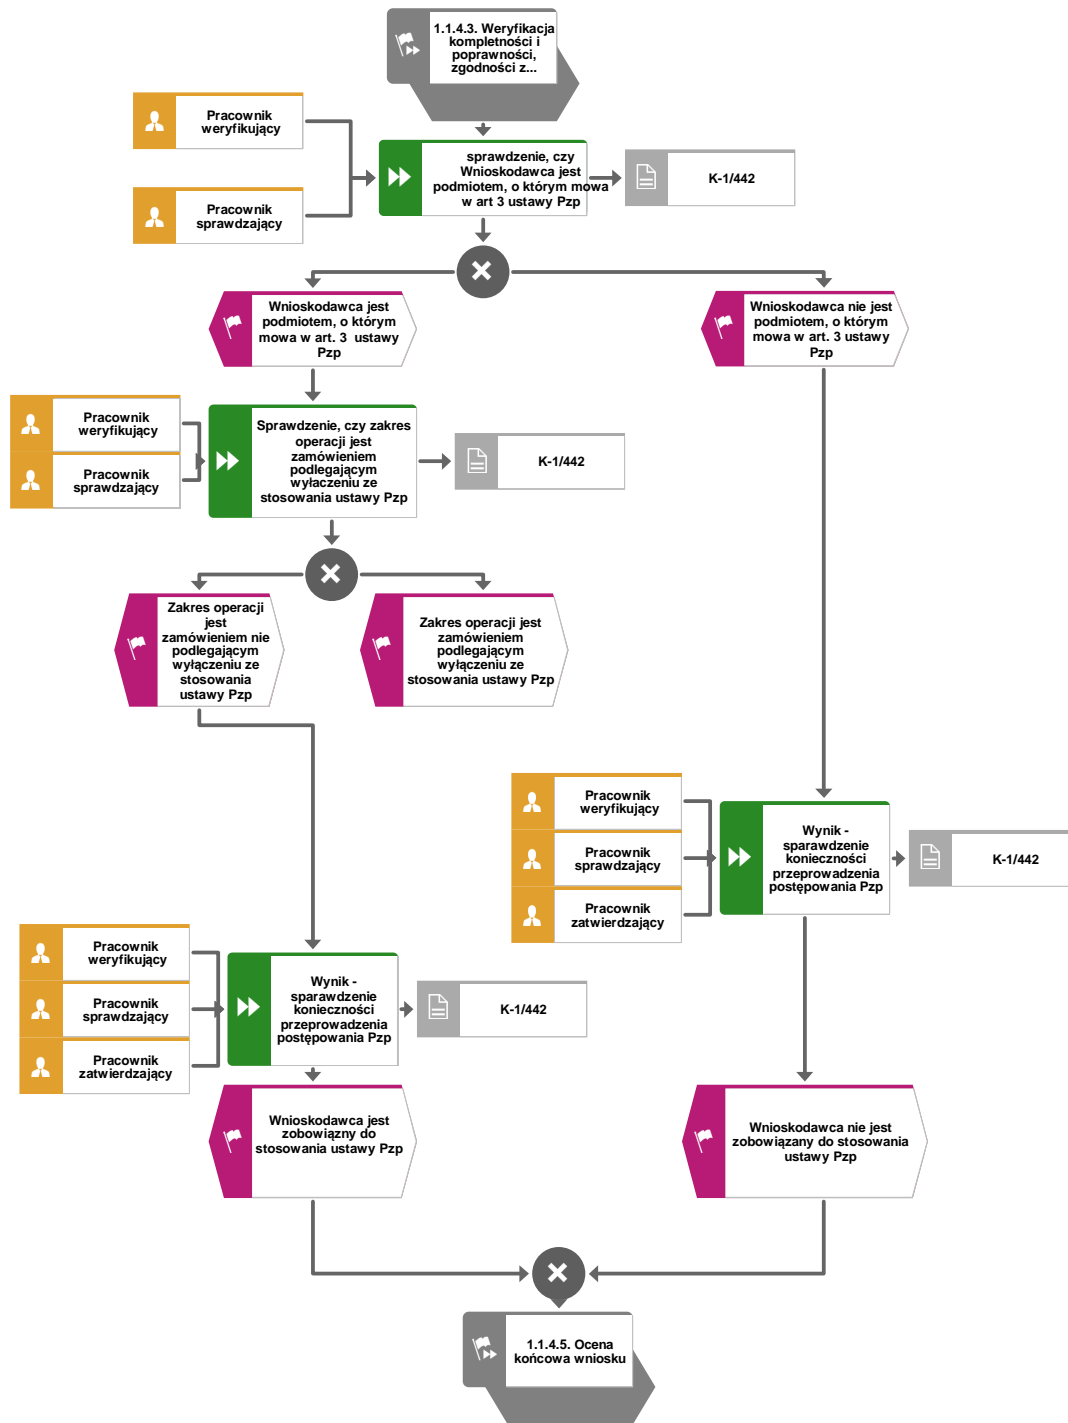 1.1.4.3. Weryfikacja
kompletności i
poprawności,
zgodności z...
Pracownik
weryfikujący
Pracownik
sprawdzający
sprawdzenie, czy
Wnioskodawca jest
podmiotem, o którym mowa
w art 3 ustawy Pzp
K-1/442
Wnioskodawca jest
podmiotem, o którym
mowa w art. 3 ustawy
Pzp
Wnioskodawca nie jest
podmiotem, o którym
mowa w art. 3 ustawy
Pzp
Pracownik
weryfikujący
Pracownik
sprawdzający
Sprawdzenie, czy zakres
operacji jest
zamówieniem
podlegającym
wyłaczeniu ze
stosowania ustawy Pzp
K-1/442
Zakres operacji
jest
zamówieniem nie
podlegającym
wyłączeniu ze
stosowania
ustawy Pzp
Zakres operacji jest
zamówieniem
podlegającym
wyłączeniu ze
stosowania ustawy Pzp
Pracownik
weryfikujący
Pracownik
sprawdzający
Pracownik
zatwierdzający
Wynik -
sparawdzenie
konieczności
przeprowadzenia
postępowania Pzp
K-1/442
Pracownik
weryfikujący
Pracownik
sprawdzający
Pracownik
zatwierdzający
Wynik -
sparawdzenie
konieczności
przeprowadzenia
postępowania Pzp
K-1/442
Wnioskodawca jest
zobowiązny do
stosowania ustawy Pzp
Wnioskodawca nie jest
zobowiązany do stosowania
ustawy Pzp
1.1.4.5. Ocena
końcowa wniosku